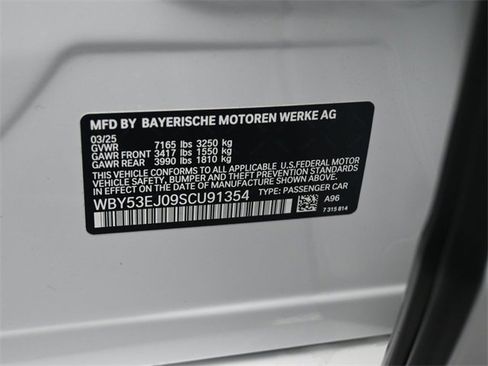 MFD BY BAYERISCHE MOTOREN WERKE AG
03/25
GVWR 7165 lbs 3250 kg
GAWR FRONT 3417 lbs 1550 kg
GAWR REAR 3990 lbs 1810 kg
THIS VEHICLE CONFORMS TO ALL APPLICABLE U.S.FEDERAL MOTOR
VEHICLE SAFETY, BUMPER, AND THEFT PREVENTION STANDARDS
IN EFFECT ON THE DATE OF MANUFACTURE SHOWN ABOVE.
WBY53EJ09SCU91354 TYPE: PASSENGER CAR
A96
7 315 814